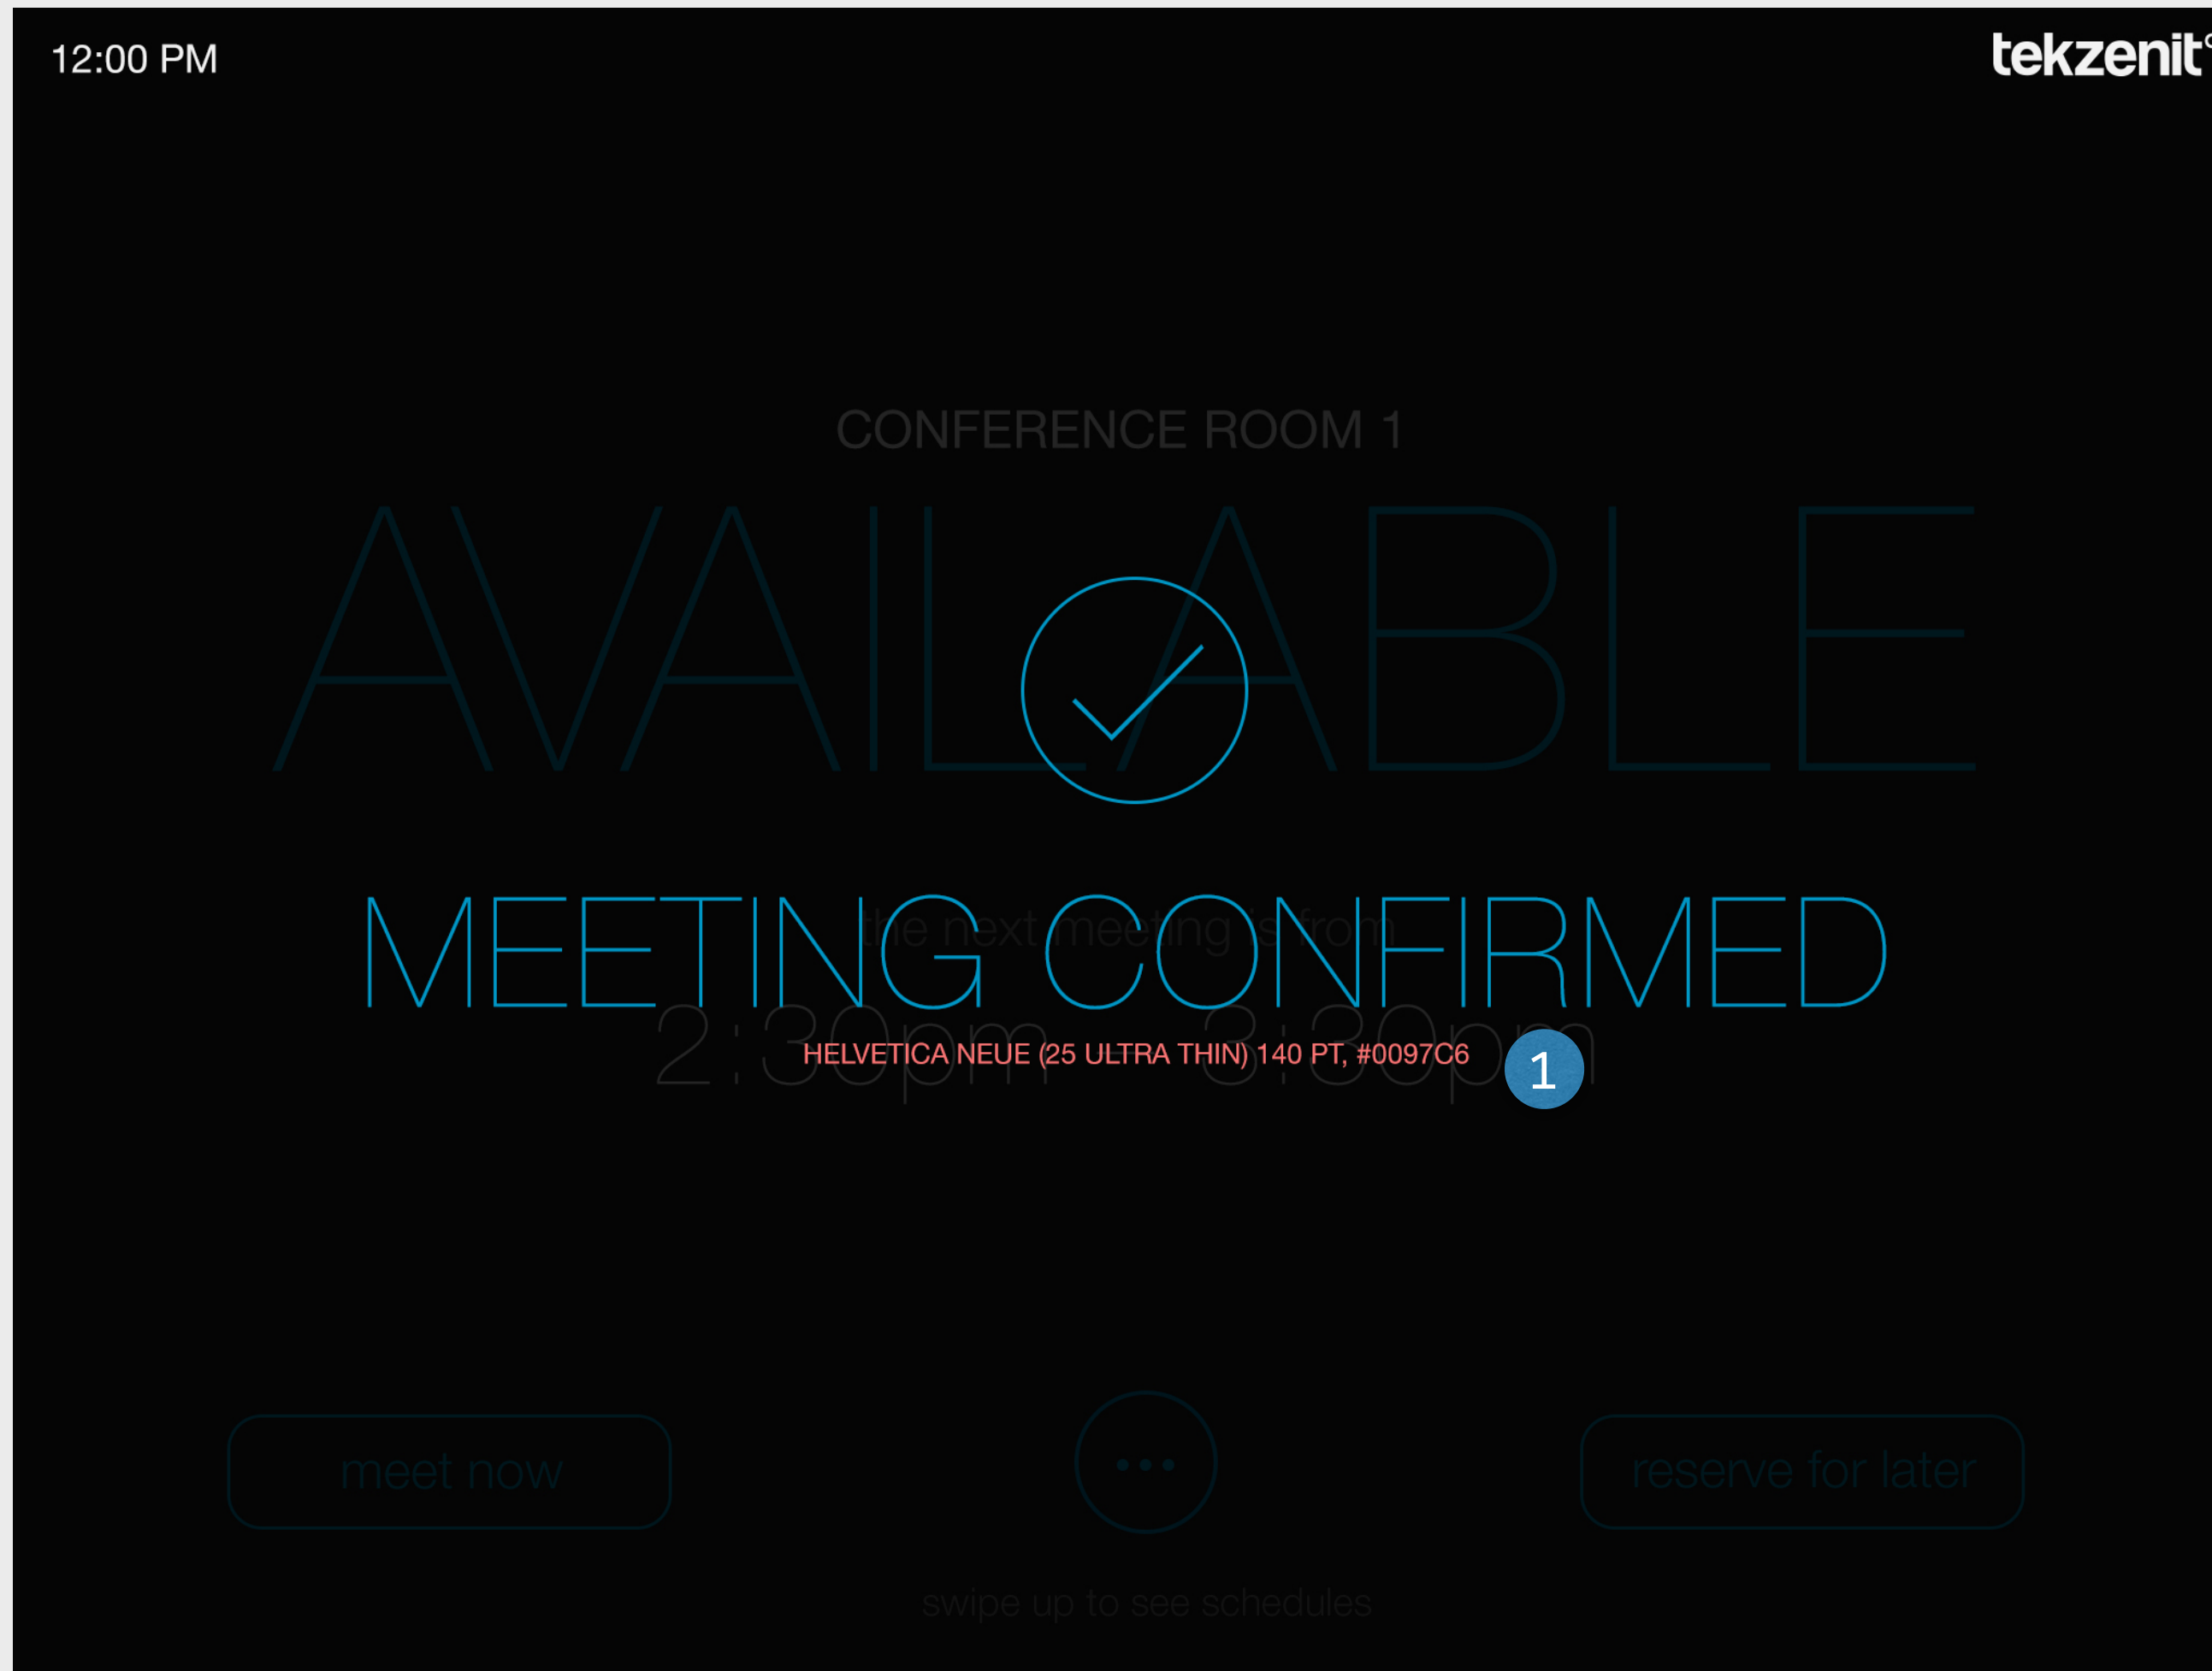 12:00 PM
tekzenit
CONFERENCE ROOM 1
AVAILABLE
MEETING CONFIRMED
the next meeting is from
2:30pm – 3:30pm
HELVETICA NEUE (25 ULTRA THIN) 140 PT, #0097C6
1
meet now
•••
reserve for later
swipe up to see schedules